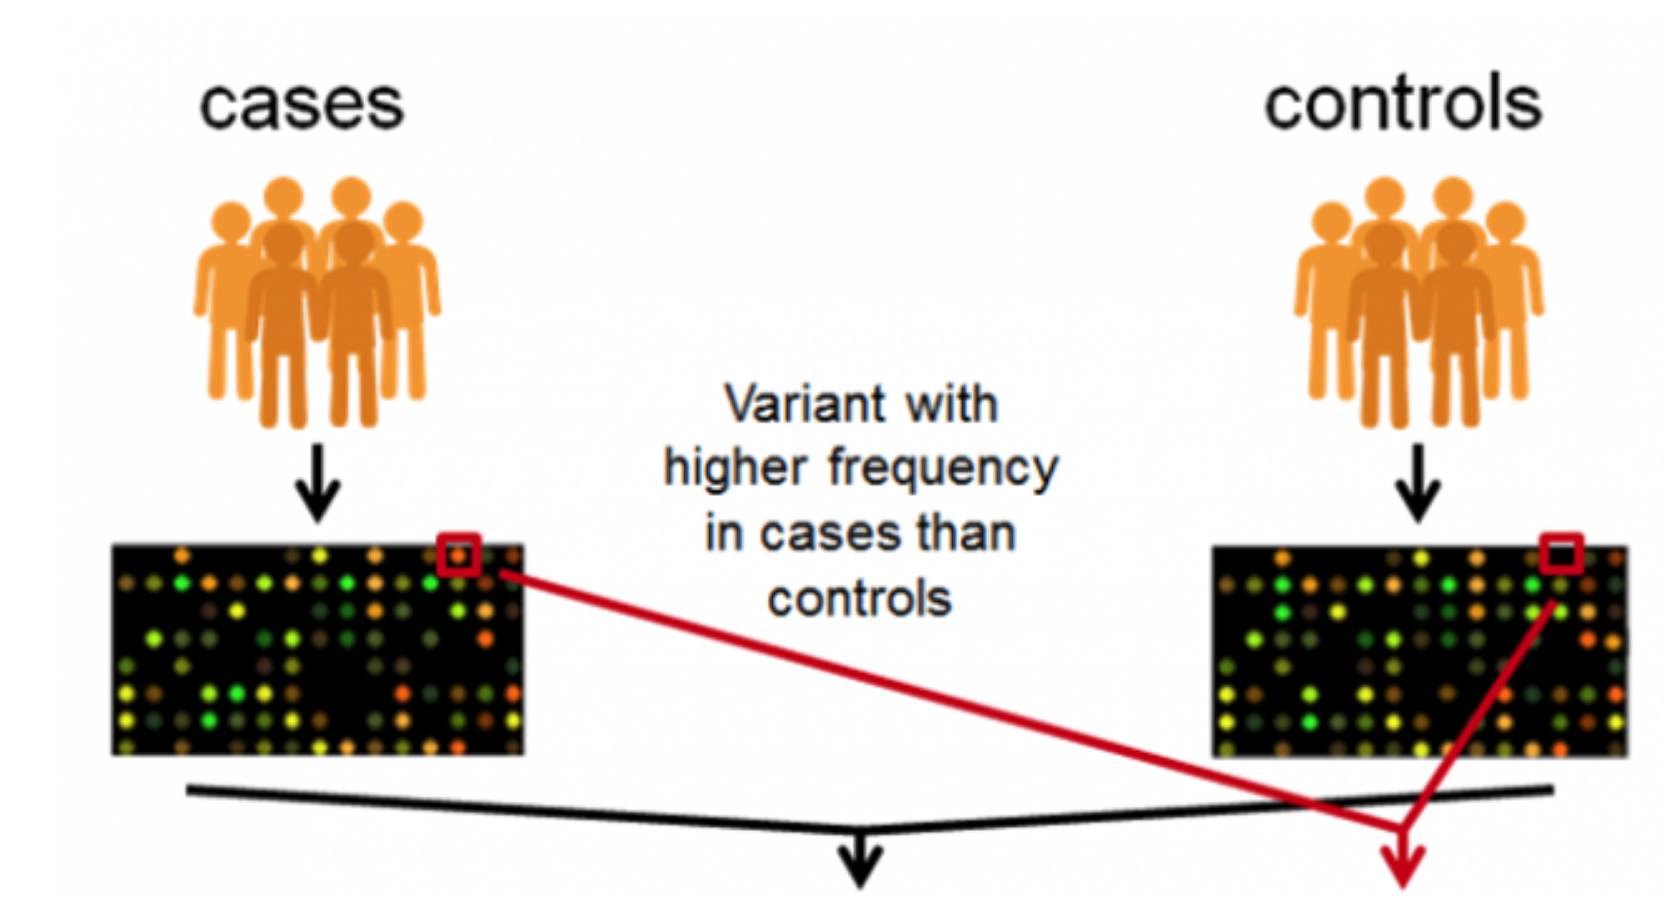 cases
controls
Variant with
higher frequency
in cases than
controls